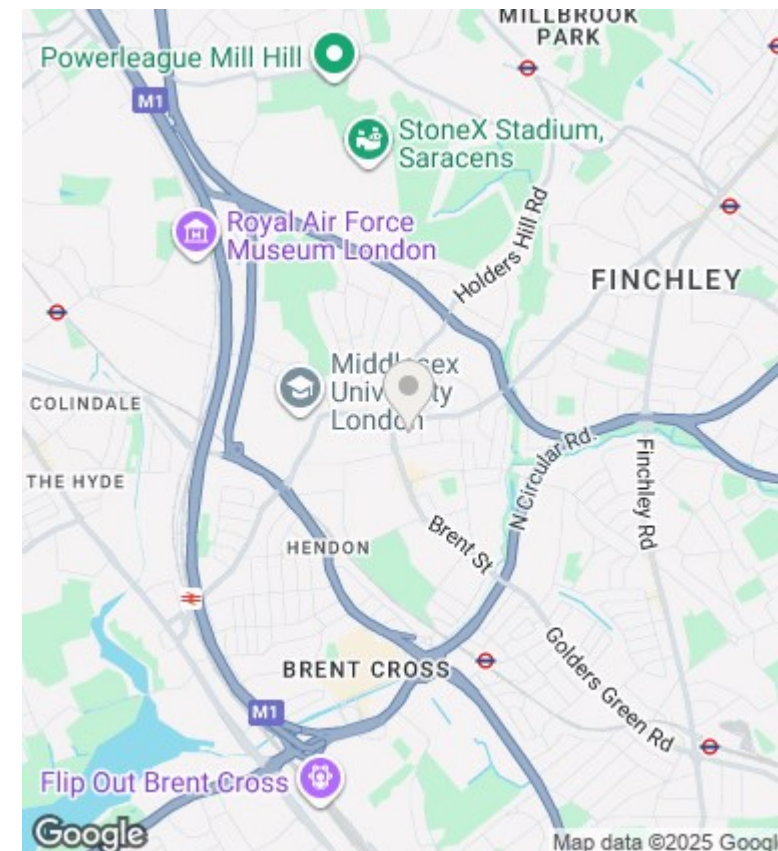 MILLBROOK
PARK
Powerleague Mill Hill
M1
StoneX Stadium,
Saracens
Holders Hill Rd
Royal Air Force
Museum London
FINCHLEY
Middlesex
University
London
COLINDALE
THE HYDE
N Circular Rd.
Finchley Rd
Brent St
HENDON
Golders Green Rd
BRENT CROSS
M1
Flip Out Brent Cross
Google
Map data ©2025 Googl